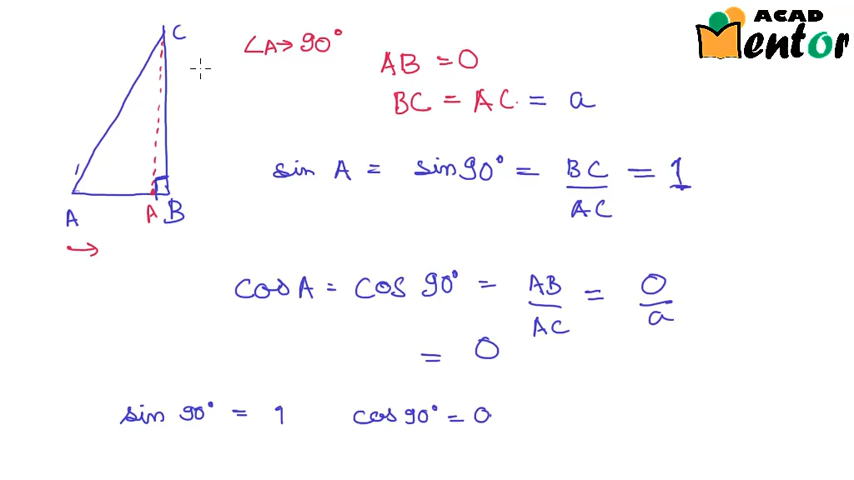 ACAD
Mentor
C
∠A→90°
AB = 0
BC = AC = a
sin A = sin 90° = BC/AC = 1
A
A
B
cos A = cos 90° = AB/AC = 0/a
= 0
sin 90° = 1
cos 90° = 0